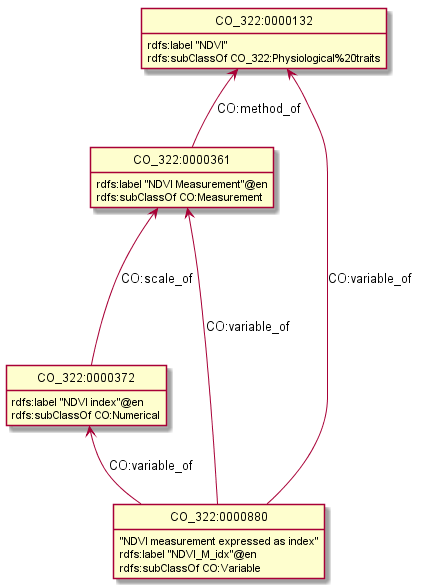 CO_322:0000132
rdfs:label "NDVI"
rdfs:subClassOf CO_322:Physiological%20traits
CO:method_of
CO_322:0000361
rdfs:label "NDVI Measurement"@en
rdfs:subClassOf CO:Measurement
CO:scale_of
CO:variable_of
CO:variable_of
CO_322:0000372
rdfs:label "NDVI index"@en
rdfs:subClassOf CO:Numerical
CO:variable_of
CO_322:0000880
"NDVI measurement expressed as index"
rdfs:label "NDVI_M_idx"@en
rdfs:subClassOf CO:Variable